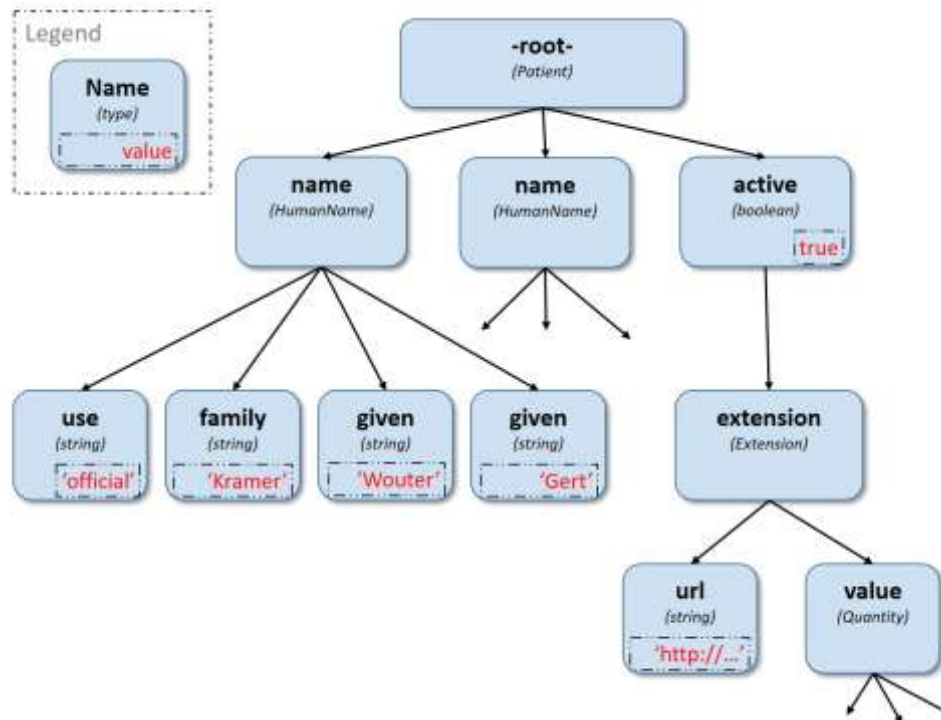 Legend
Name
(type)
value
-root-
(Patient)
name
(HumanName)
name
(HumanName)
active
(boolean)
true
use
(string)
'official'
family
(string)
'Kramer'
given
(string)
'Wouter'
given
(string)
'Gert'
extension
(Extension)
url
(string)
'http://...'
value
(Quantity)